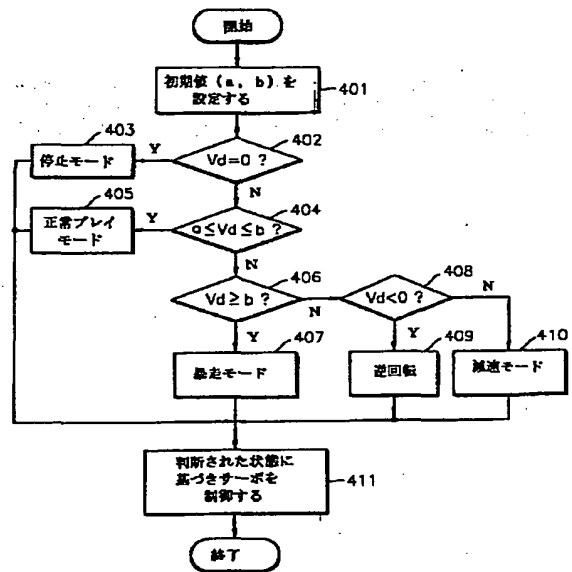 開始
初期値 (a, b) を
設定する
401
402
Vd=0 ?
Y
N
403
停止モード
404
a≤Vd≤b ?
Y
N
405
正常プレイ
モード
406
Vd≥b ?
N
Y
408
Vd<0 ?
N
Y
407
暴走モード
409
逆回転
410
減速モード
判断された状態に
基づきサーボを
制御する
411
終了